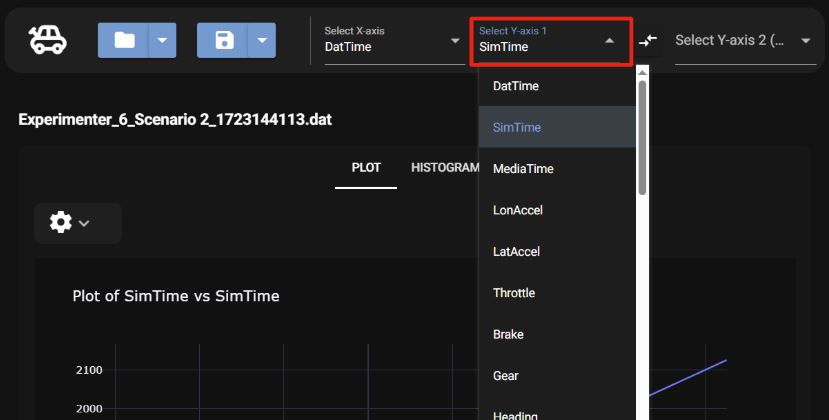 Select X-axis
DatTime
Select Y-axis 1
SimTime
Select Y-axis 2 (...
DatTime
SimTime
MediaTime
LonAccel
LatAccel
Throttle
Brake
Gear
Heading
Experimenter_6_Scenario 2_1723144113.dat
PLOT
HISTOGRAM
Plot of SimTime vs SimTime
2100
2000